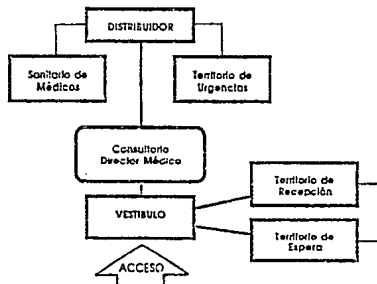 DISTRIBUIDOR
Sanitario de
Médicos
Territorio de
Urgencias
Consultorio
Director Médico
Territorio de
Recepción
VESTIBULO
Territorio de
Espera
ACCESO